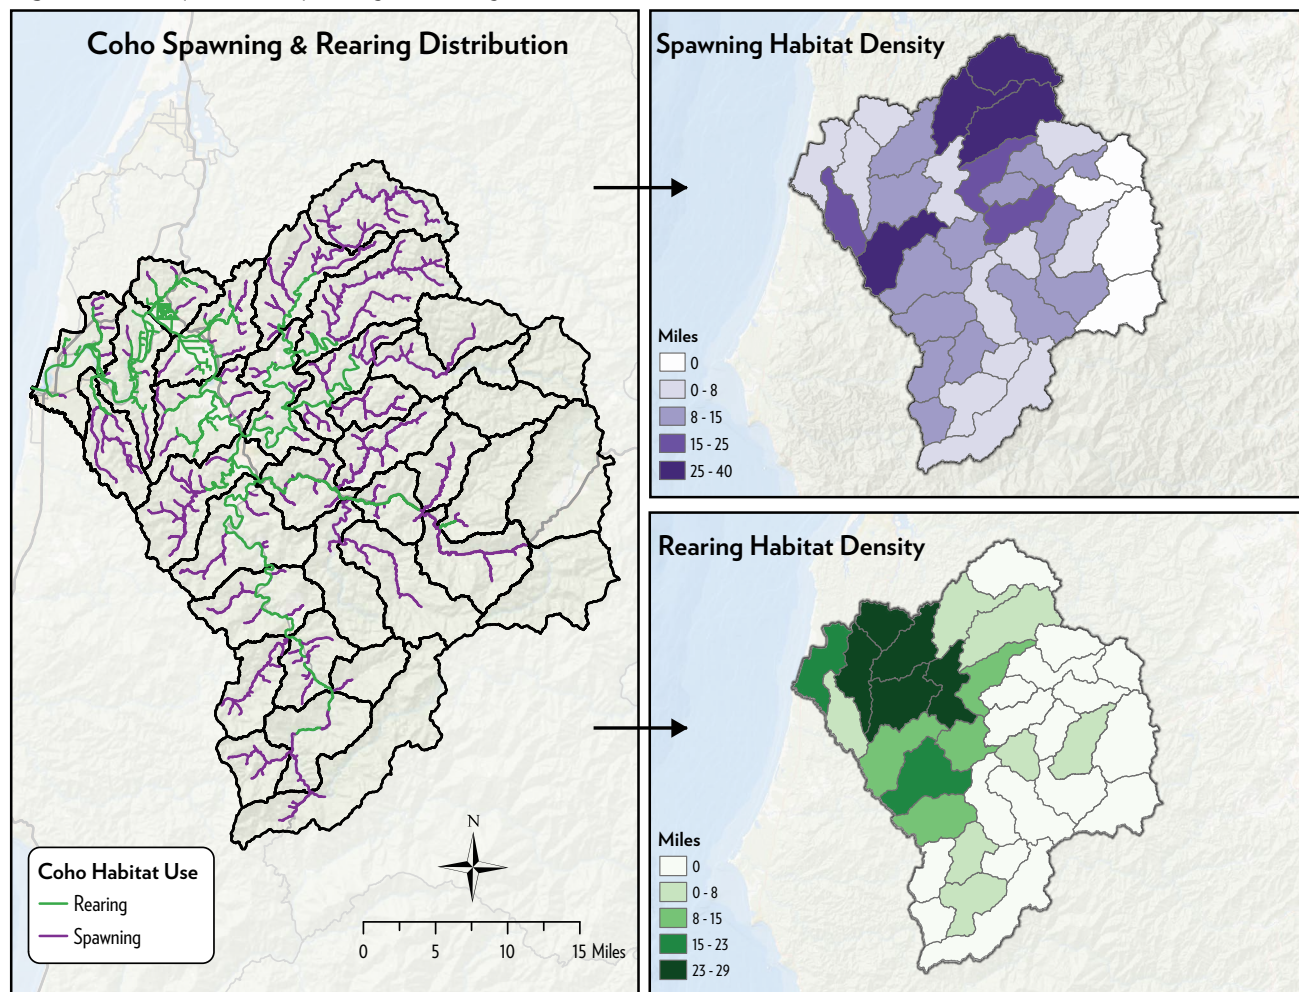 Coho Spawning & Rearing Distribution
Coho Habitat Use
Rearing
Spawning
N
0 5 10 15 Miles
Spawning Habitat Density
Miles
0
0 - 8
8 - 15
15 - 25
25 - 40
Rearing Habitat Density
Miles
0
0 - 8
8 - 15
15 - 23
23 - 29